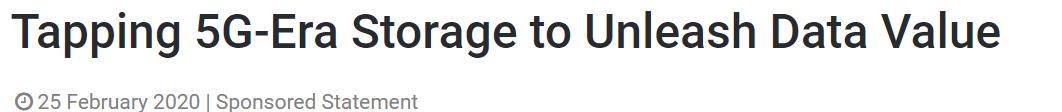 Tapping 5G-Era Storage to Unleash Data Value
25 February 2020 | Sponsored Statement